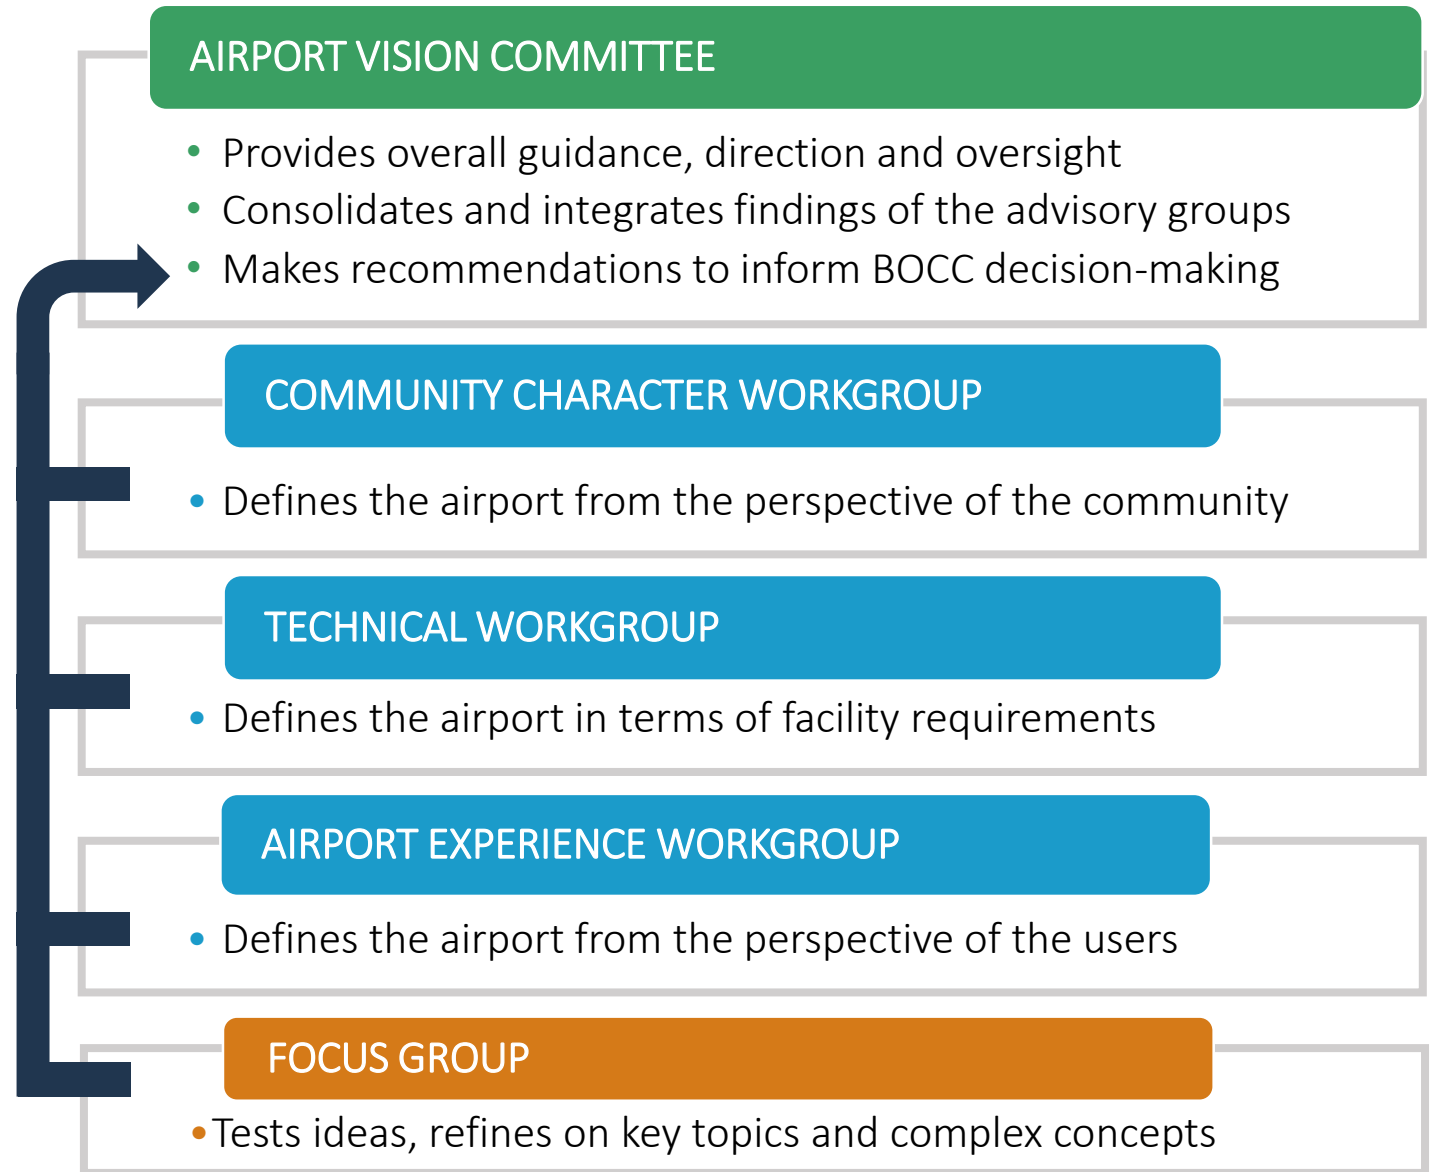 AIRPORT VISION COMMITTEE
• Provides overall guidance, direction and oversight
• Consolidates and integrates findings of the advisory groups
• Makes recommendations to inform BOCC decision-making
COMMUNITY CHARACTER WORKGROUP
• Defines the airport from the perspective of the community
TECHNICAL WORKGROUP
• Defines the airport in terms of facility requirements
AIRPORT EXPERIENCE WORKGROUP
• Defines the airport from the perspective of the users
FOCUS GROUP
• Tests ideas, refines on key topics and complex concepts